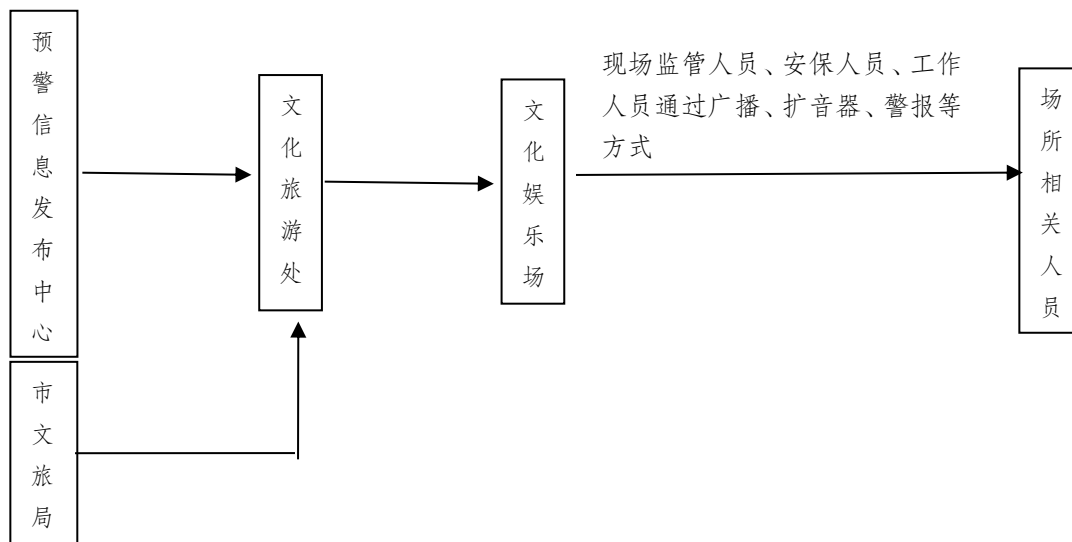 预警信息发布中心
市文旅局
文化旅游处
文化娱乐场
现场监管人员、安保人员、工作
人员通过广播、扩音器、警报等
方式
场所相关人员